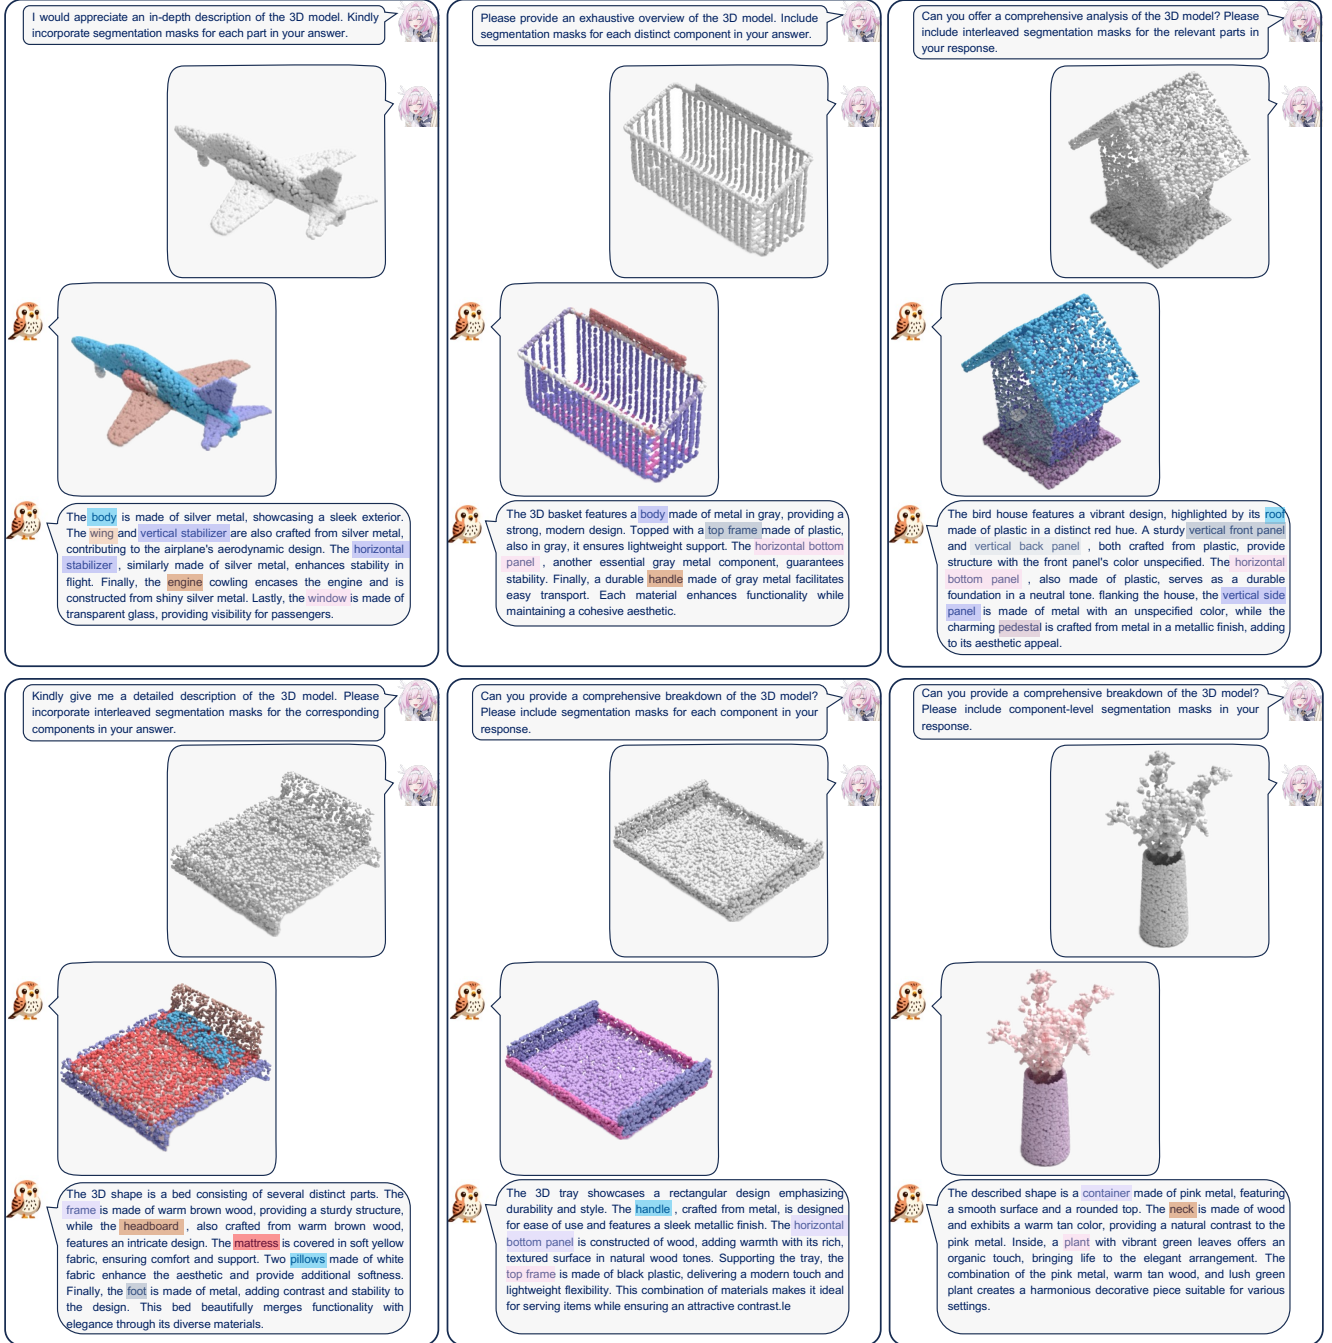 I would appreciate an in-depth description of the 3D model. Kindly
incorporate segmentation masks for each part in your answer.
The body is made of silver metal, showcasing a sleek exterior.
The wing and vertical stabilizer are also crafted from silver metal,
contributing to the airplane's aerodynamic design. The horizontal
stabilizer , similarly made of silver metal, enhances stability in
flight. Finally, the engine cowling encases the engine and is
constructed from shiny silver metal. Lastly, the window is made of
transparent glass, providing visibility for passengers.
Please provide an exhaustive overview of the 3D model. Include
segmentation masks for each distinct component in your answer.
The 3D basket features a body made of metal in gray, providing a
strong, modern design. Topped with a top frame made of plastic,
also in gray, it ensures lightweight support. The horizontal bottom
panel , another essential gray metal component, guarantees
stability. Finally, a durable handle made of gray metal facilitates
easy transport. Each material enhances functionality while
maintaining a cohesive aesthetic.
Can you offer a comprehensive analysis of the 3D model? Please
include interleaved segmentation masks for the relevant parts in
your response.
The bird house features a vibrant design, highlighted by its roof
made of plastic in a distinct red hue. A sturdy vertical front panel
and vertical back panel , both crafted from plastic, provide
structure with the front panel's color unspecified. The horizontal
bottom panel , also made of plastic, serves as a durable
foundation in a neutral tone. flanking the house, the vertical side
panel is made of metal with an unspecified color, while the
charming pedestal is crafted from metal in a metallic finish, adding
to its aesthetic appeal.
Kindly give me a detailed description of the 3D model. Please
incorporate interleaved segmentation masks for the corresponding
components in your answer.
The 3D shape is a bed consisting of several distinct parts. The
frame is made of warm brown wood, providing a sturdy structure,
while the headboard , also crafted from warm brown wood,
features an intricate design. The mattress is covered in soft yellow
fabric, ensuring comfort and support. Two pillows made of white
fabric enhance the aesthetic and provide additional softness.
Finally, the foot is made of metal, adding contrast and stability to
the design. This bed beautifully merges functionality with
elegance through its diverse materials.
Can you provide a comprehensive breakdown of the 3D model?
Please include segmentation masks for each component in your
response.
The 3D tray showcases a rectangular design emphasizing
durability and style. The handle , crafted from metal, is designed
for ease of use and features a sleek metallic finish. The horizontal
bottom panel is constructed of wood, adding warmth with its rich,
textured surface in natural wood tones. Supporting the tray, the
top frame is made of black plastic, delivering a modern touch and
lightweight flexibility. This combination of materials makes it ideal
for serving items while ensuring an attractive contrast.le
Can you provide a comprehensive breakdown of the 3D model?
Please include component-level segmentation masks in your
response.
The described shape is a container made of pink metal, featuring
a smooth surface and a rounded top. The neck is made of wood
and exhibits a warm tan color, providing a natural contrast to the
pink metal. Inside, a plant with vibrant green leaves offers an
organic touch, bringing life to the elegant arrangement. The
combination of the pink metal, warm tan wood, and lush green
plant creates a harmonious decorative piece suitable for various
settings.